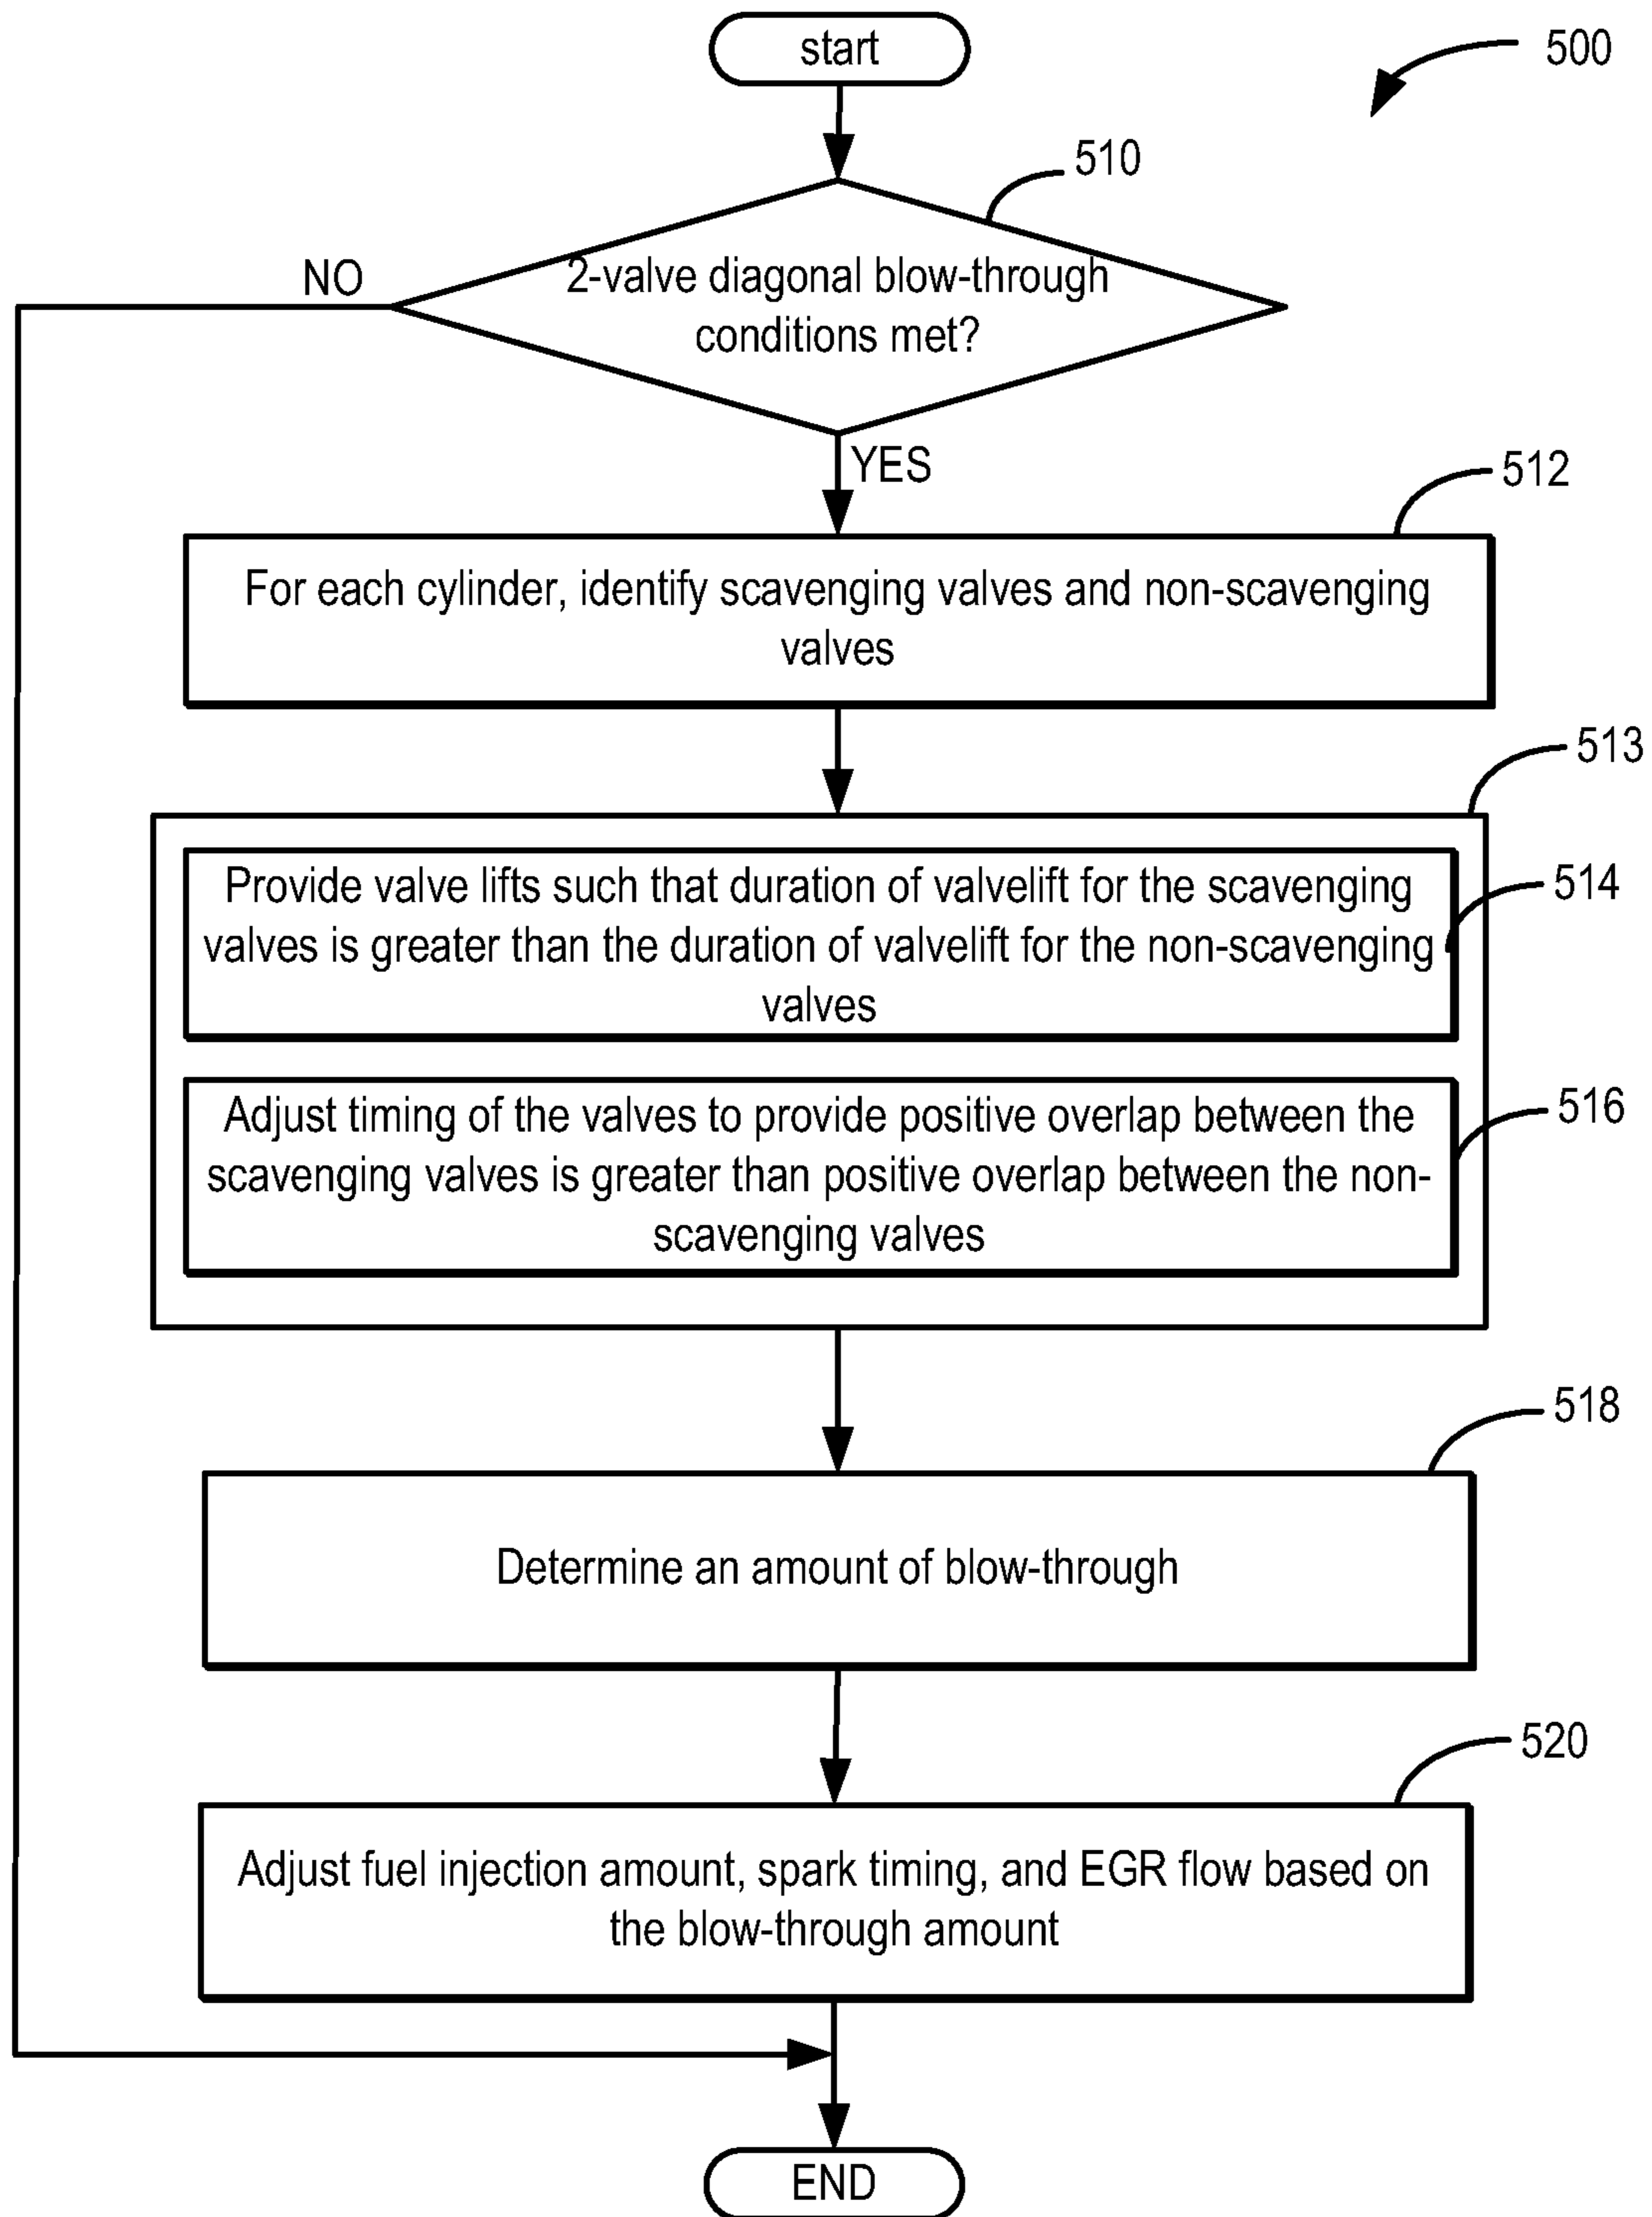 start
500
510
NO
2-valve diagonal blow-through
conditions met?
YES
512
For each cylinder, identify scavenging valves and non-scavenging
valves
513
Provide valve lifts such that duration of valvelift for the scavenging
valves is greater than the duration of valvelift for the non-scavenging
valves
514
Adjust timing of the valves to provide positive overlap between the
scavenging valves is greater than positive overlap between the non-
scavenging valves
516
518
Determine an amount of blow-through
520
Adjust fuel injection amount, spark timing, and EGR flow based on
the blow-through amount
END